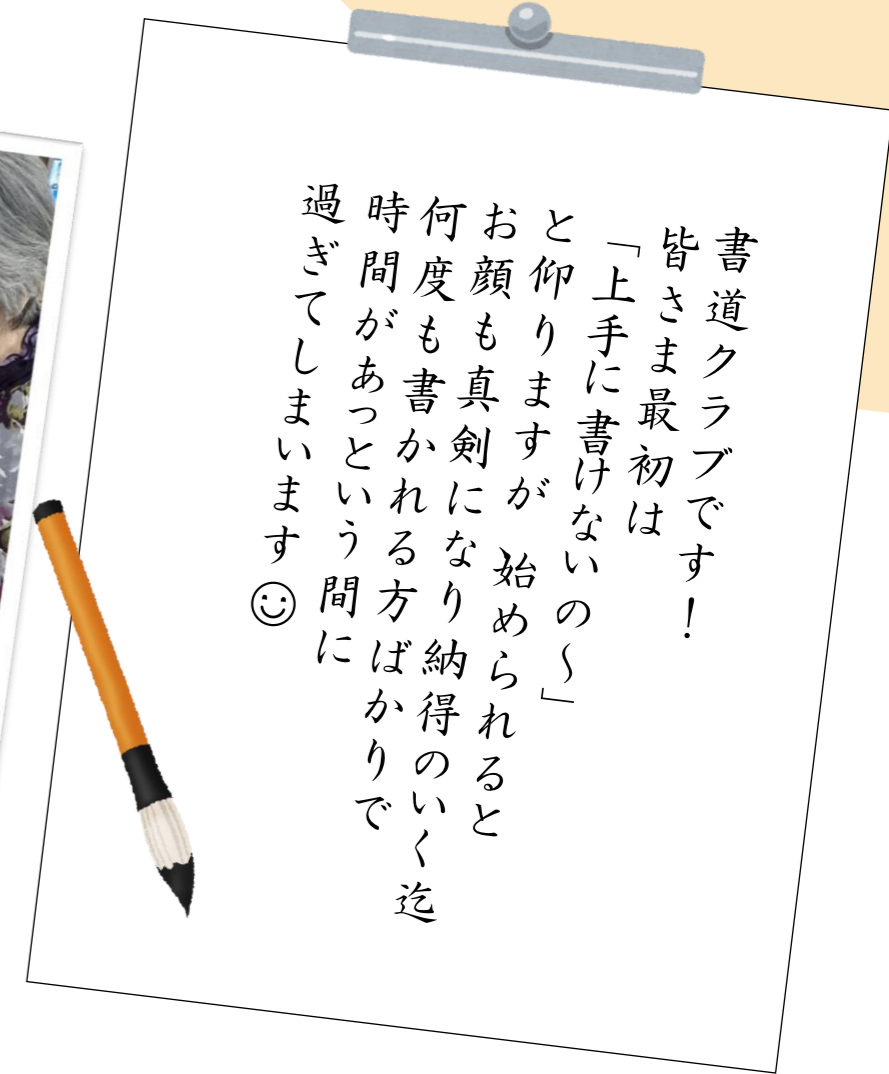 書道クラブです！
皆さま最初は
「上手に書けないの～」
と仰りますが　始められると
お顔も真剣になり納得のいく迄
何度も書かれる方ばかりで
時間があっという間に
過ぎてしまいます☺